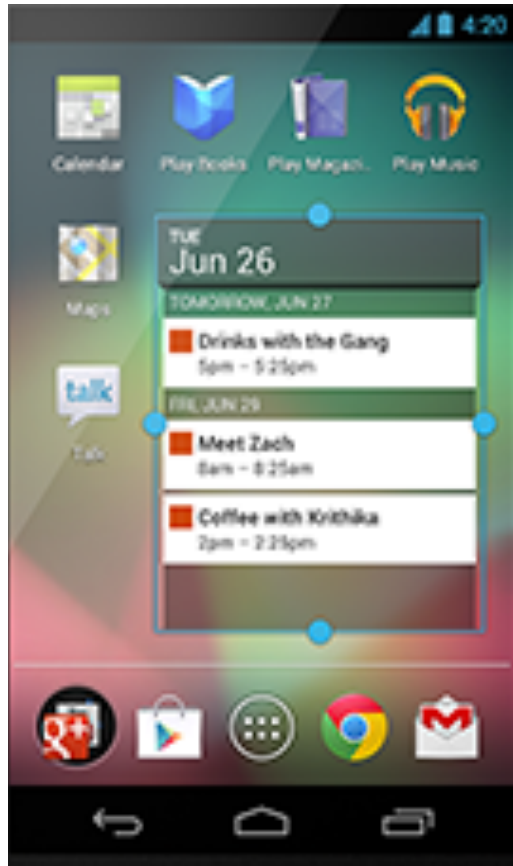 4:20
Calendar
Play Books
Play Magazi...
Play Music
Maps
TUE
Jun 26
TOMORROW, JUN 27
Drinks with the Gang
5pm – 5:25pm
talk
Talk
FRI, JUN 29
Meet Zach
8am – 8:25am
Coffee with Krithika
2pm – 2:25pm
g+